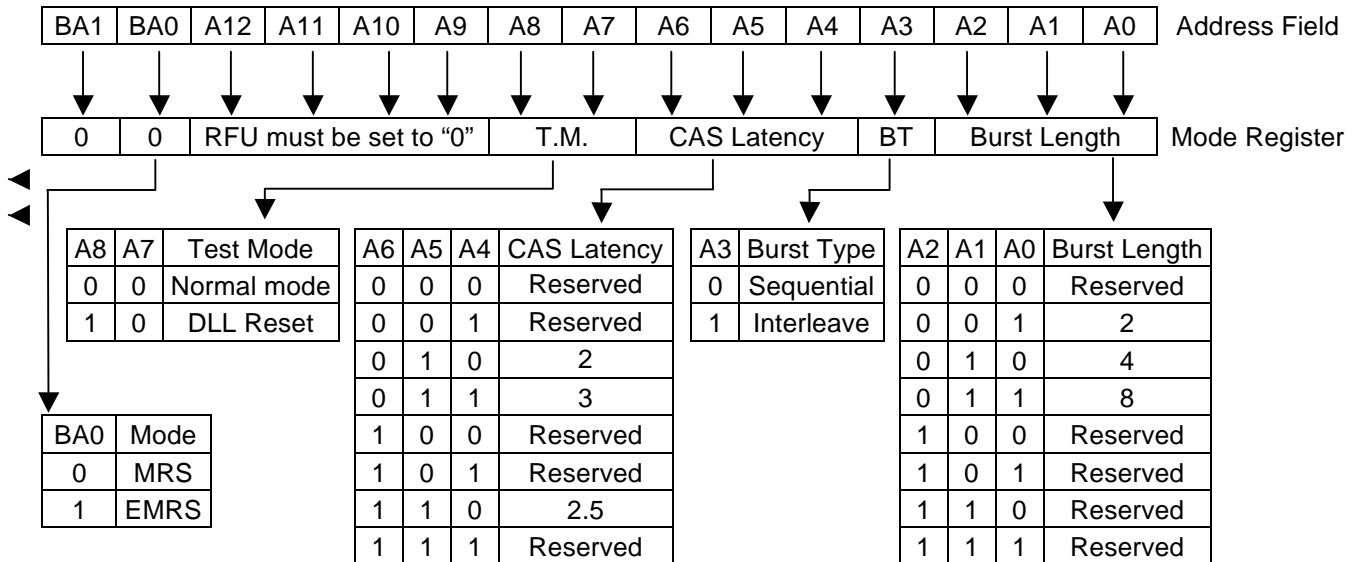 BA1 BA0 A12 A11 A10 A9 A8 A7 A6 A5 A4 A3 A2 A1 A0 Address Field
0 0 RFU must be set to “0” T.M. CAS Latency BT Burst Length Mode Register
A8 A7 Test Mode
0 0 Normal mode
1 0 DLL Reset
A6 A5 A4 CAS Latency
0 0 0 Reserved
0 0 1 Reserved
0 1 0 2
0 1 1 3
1 0 0 Reserved
1 0 1 Reserved
1 1 0 2.5
1 1 1 Reserved
A3 Burst Type
0 Sequential
1 Interleave
A2 A1 A0 Burst Length
0 0 0 Reserved
0 0 1 2
0 1 0 4
0 1 1 8
1 0 0 Reserved
1 0 1 Reserved
1 1 0 Reserved
1 1 1 Reserved
BA0 Mode
0 MRS
1 EMRS